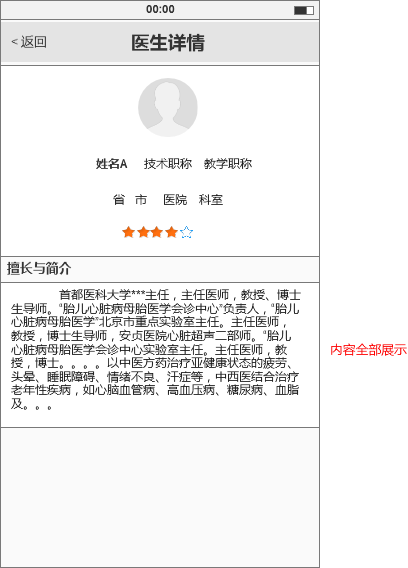 00:00
< 返回
医生详情
姓名A 技术职称 教学职称
省 市 医院 科室
擅长与简介
首都医科大学***主任，主任医师，教授、博士
生导师。“胎儿心脏病母胎医学会诊中心”负责人，“胎儿
心脏病母胎医学”北京市重点实验室主任。主任医师，
教授，博士生导师，安贞医院心脏超声二部师。“胎儿
心脏病母胎医学会诊中心实验室主任。主任医师，教
授，博士。。。。以中医方药治疗亚健康状态的疲劳、
头晕、睡眠障碍、情绪不良、汗症等，中西医结合治疗
老年性疾病，如心脑血管病、高血压病、糖尿病、血脂
及。。。
内容全部展示